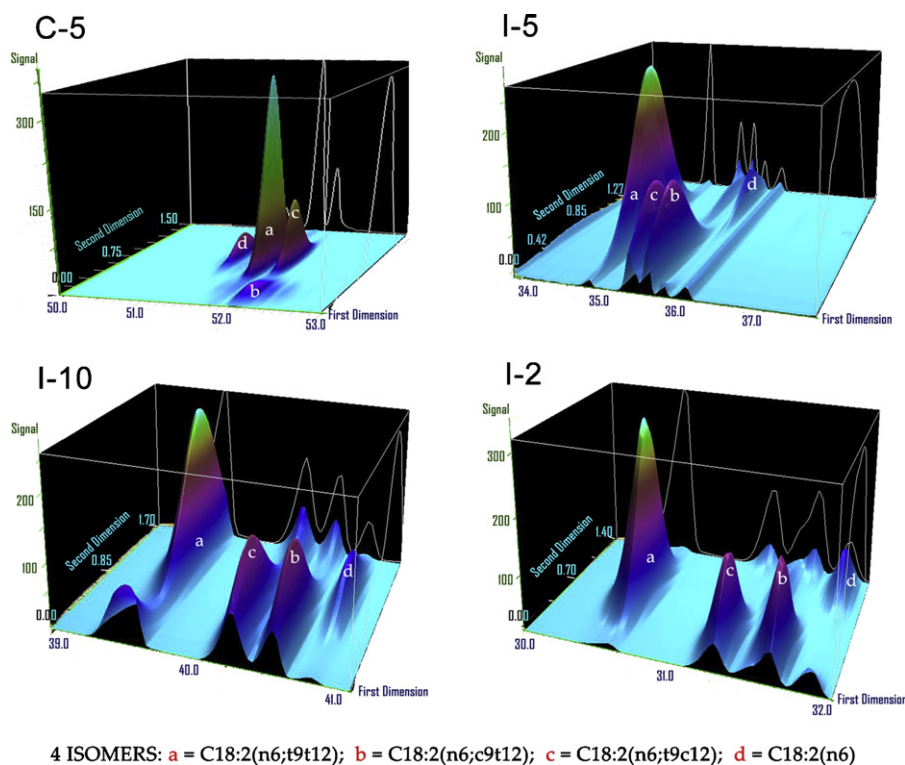 C-5
Signal
300
150
Second Dimension
1.50
0.75
0.00
50.0
51.0
52.0
53.0
First Dimension
a
b
c
d
I-5
Signal
200
100
Second Dimension
1.27
0.85
0.42
0.00
34.0
35.0
36.0
37.0
First Dimension
a
c
b
d
I-10
Signal
200
100
Second Dimension
1.70
0.85
0.00
39.0
40.0
41.0
First Dimension
a
c
b
d
I-2
Signal
300
200
100
Second Dimension
1.40
0.70
0.00
30.0
31.0
32.0
First Dimension
a
c
b
d
4 ISOMERS: a = C18:2(n6;t9t12); b = C18:2(n6;c9t12); c = C18:2(n6;t9c12); d = C18:2(n6)